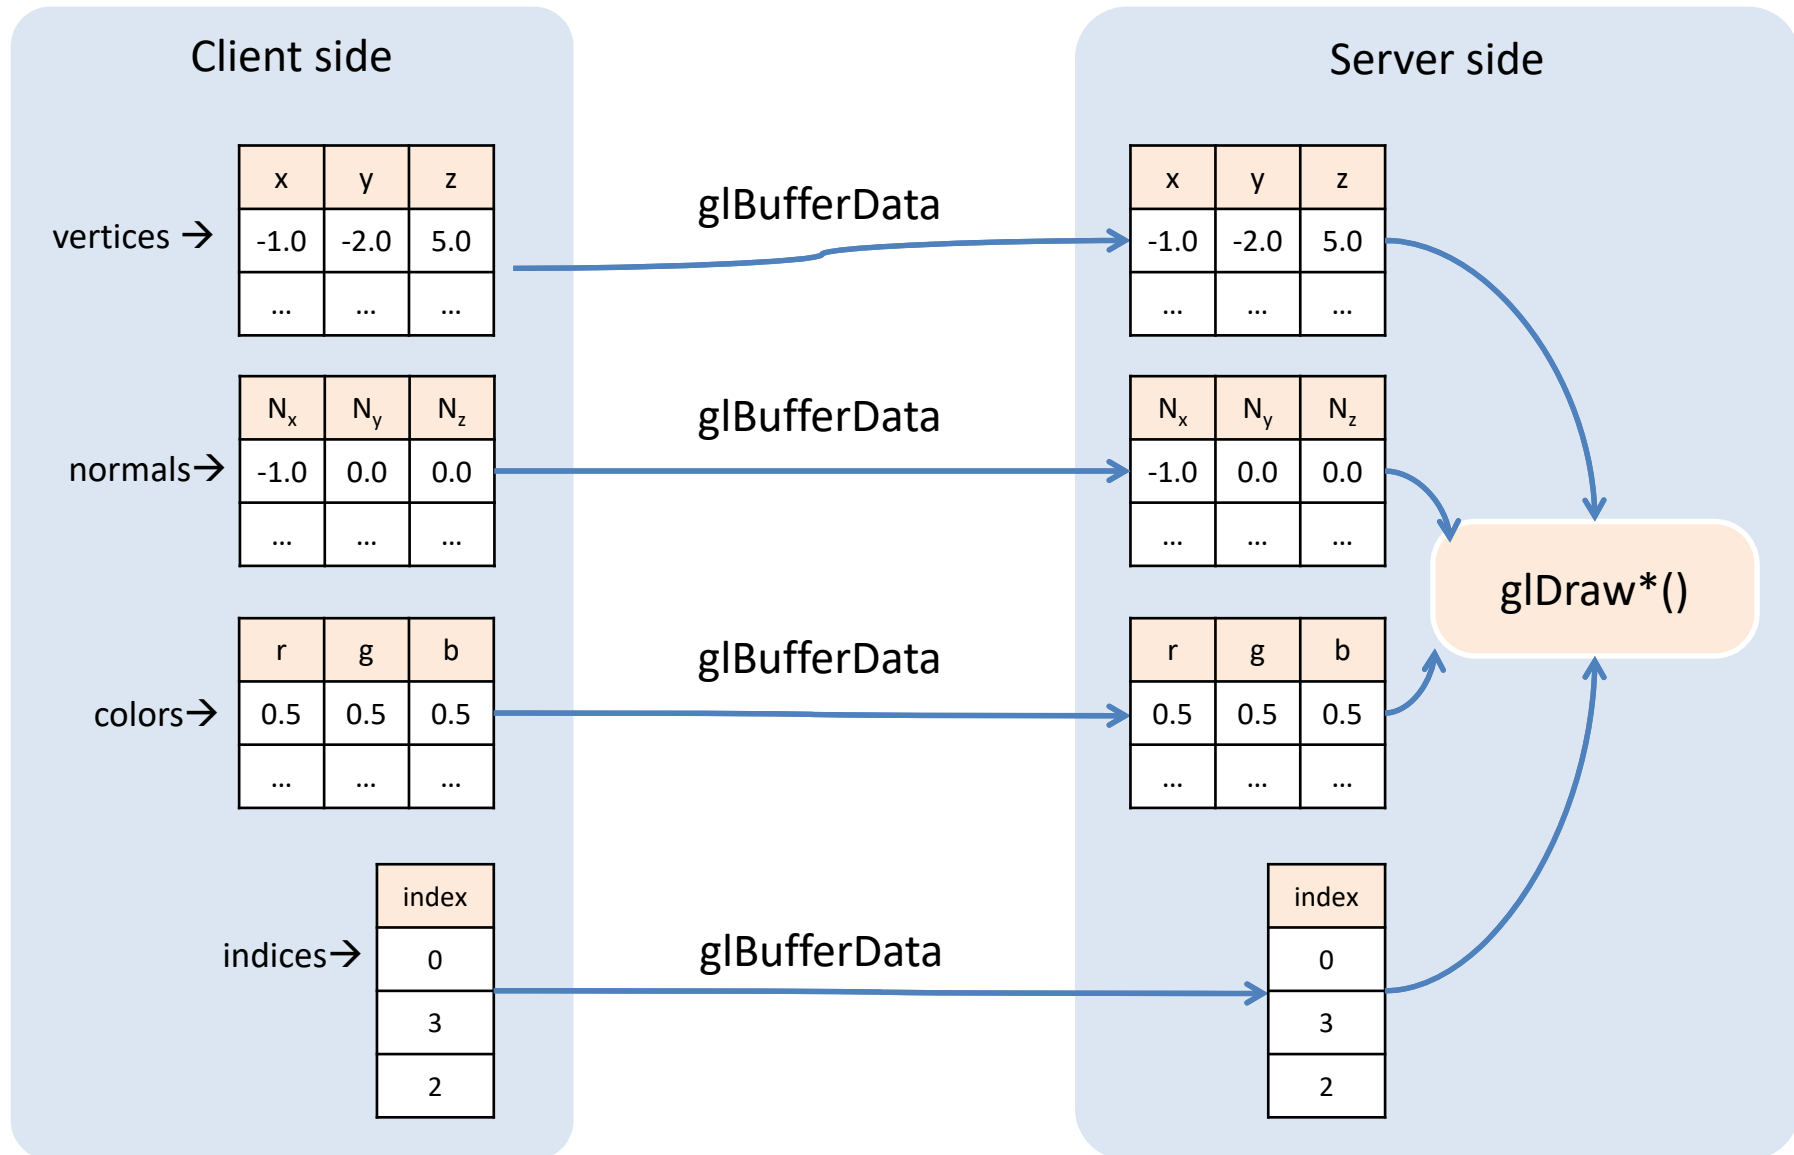 Client side
Server side
x y z
vertices → -1.0 -2.0 5.0
... ... ...
glBufferData
x y z
-1.0 -2.0 5.0
... ... ...
Nx Ny Nz
normals→ -1.0 0.0 0.0
... ... ...
glBufferData
Nx Ny Nz
-1.0 0.0 0.0
... ... ...
glDraw*()
r g b
colors→ 0.5 0.5 0.5
... ... ...
glBufferData
r g b
0.5 0.5 0.5
... ... ...
index
indices→ 0
3
2
glBufferData
index
0
3
2